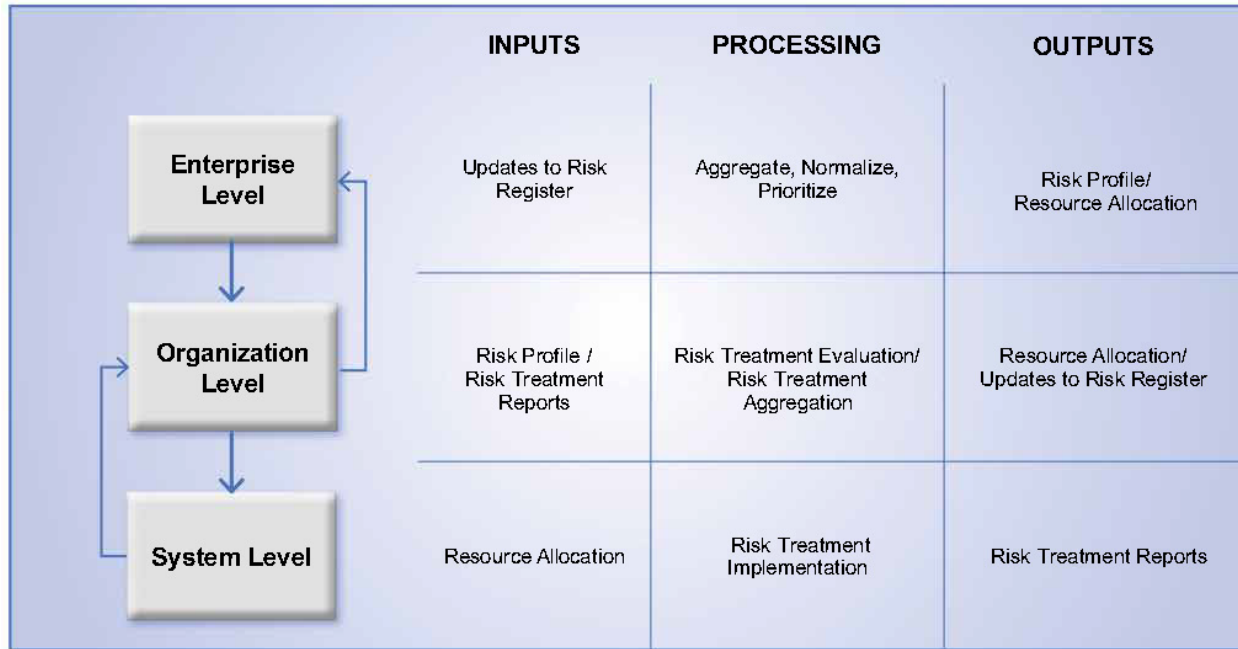 INPUTS
PROCESSING
OUTPUTS
Enterprise
Level
Updates to Risk
Register
Aggregate, Normalize,
Prioritize
Risk Profile/
Resource Allocation
Organization
Level
Risk Profile /
Risk Treatment
Reports
Risk Treatment Evaluation/
Risk Treatment
Aggregation
Resource Allocation/
Updates to Risk Register
System Level
Resource Allocation
Risk Treatment
Implementation
Risk Treatment Reports